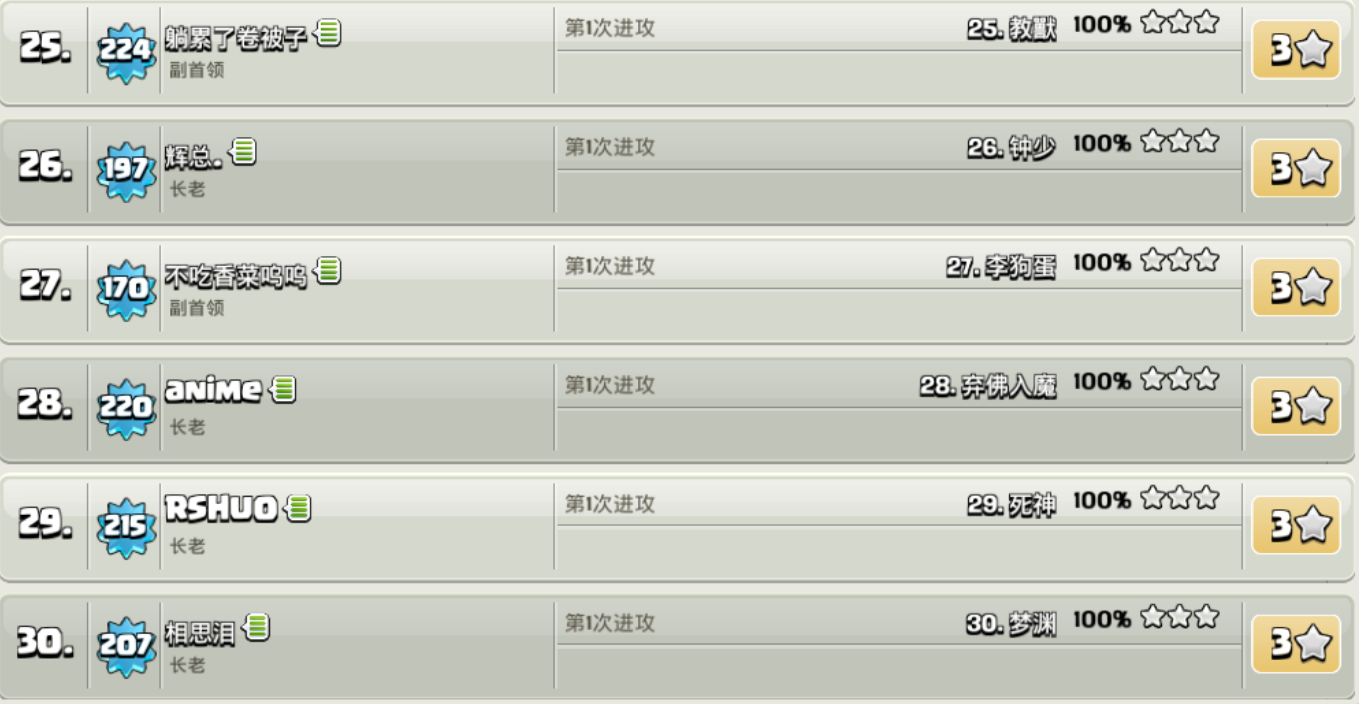 25. 224 躺累了卷被子 第1次进攻 25. 教獸 100% 3
副首领
26. 197 辉总。 第1次进攻 26. 钟少 100% 3
长老
27. 170 不吃香菜呜呜 第1次进攻 27. 李狗蛋 100% 3
副首领
28. 220 anime 第1次进攻 28. 弃佛入魔 100% 3
长老
29. 215 RSHUO 第1次进攻 29. 死神 100% 3
长老
30. 207 相思泪 第1次进攻 30. 梦渊 100% 3
长老